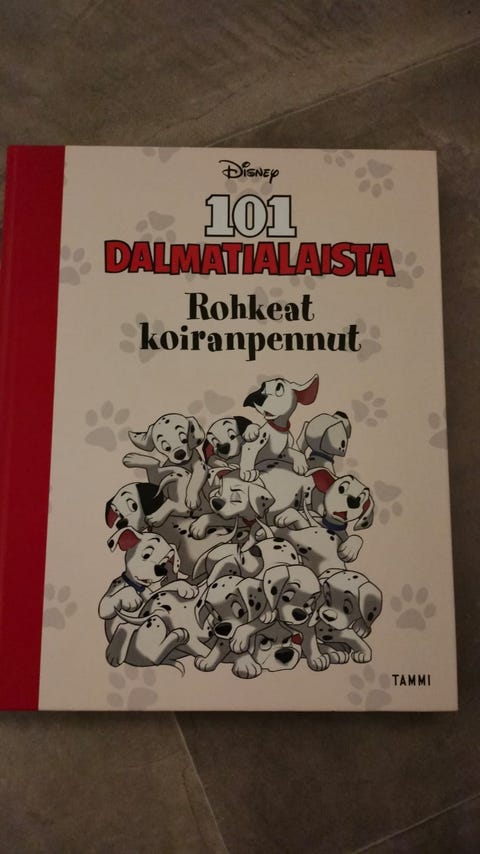 Disney
101
DALMATIALAISTA
Rohkeat
koiranpennut
TAMMI